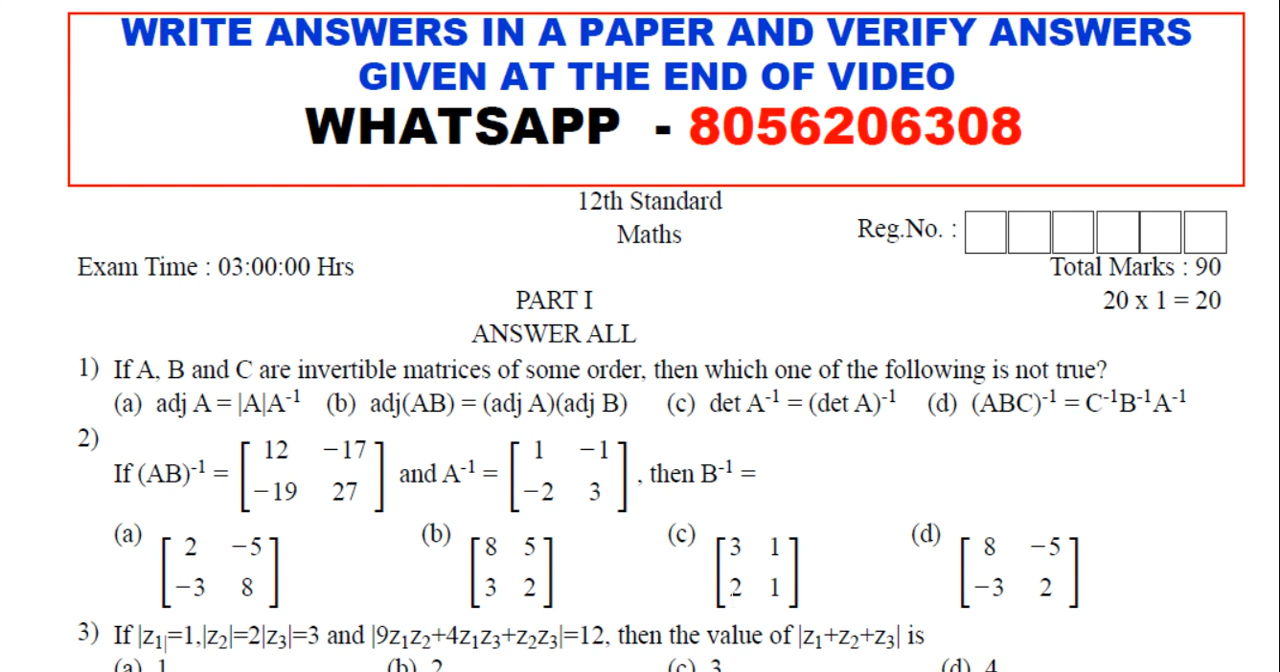 WRITE ANSWERS IN A PAPER AND VERIFY ANSWERS
GIVEN AT THE END OF VIDEO
WHATSAPP - 8056206308
12th Standard
Maths
Reg.No. :
Exam Time : 03:00:00 Hrs
Total Marks : 90
PART I
20 x 1 = 20
ANSWER ALL
1) If A, B and C are invertible matrices of some order, then which one of the following is not true?
(a) adj A = |A|A⁻¹ (b) adj(AB) = (adj A)(adj B) (c) det A⁻¹ = (det A)⁻¹ (d) (ABC)⁻¹ = C⁻¹B⁻¹A⁻¹
2)
If (AB)⁻¹ = [12 −17; −19 27] and A⁻¹ = [1 −1; −2 3], then B⁻¹ =
(a) [2 −5; −3 8] (b) [8 5; 3 2] (c) [3 1; 2 1] (d) [8 −5; −3 2]
3) If |z₁|=1,|z₂|=2|z₃|=3 and |9z₁z₂+4z₁z₃+z₂z₃|=12, then the value of |z₁+z₂+z₃| is
(a) 1 (b) 2 (c) 3 (d) 4